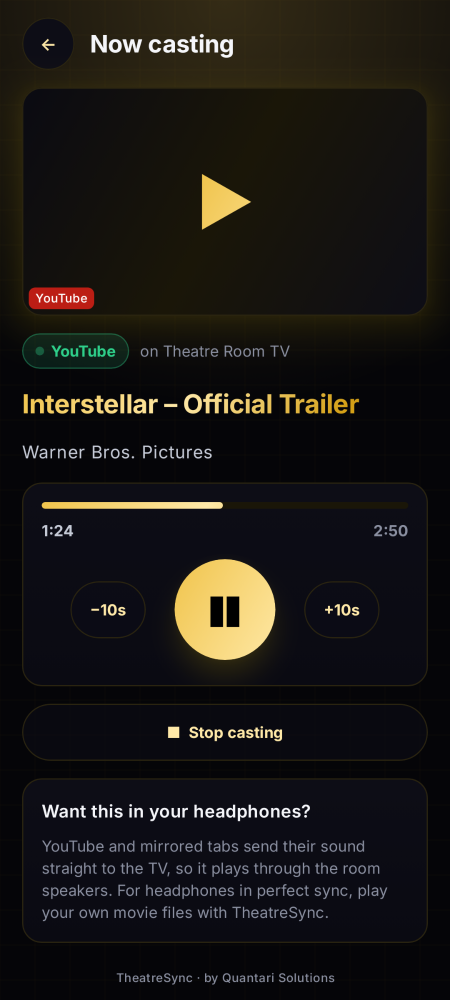 ← Now casting
YouTube
YouTube on Theatre Room TV
Interstellar – Official Trailer
Warner Bros. Pictures
1:24 2:50
−10s +10s
Stop casting
Want this in your headphones?
YouTube and mirrored tabs send their sound
straight to the TV, so it plays through the room
speakers. For headphones in perfect sync, play
your own movie files with TheatreSync.
TheatreSync · by Quantari Solutions